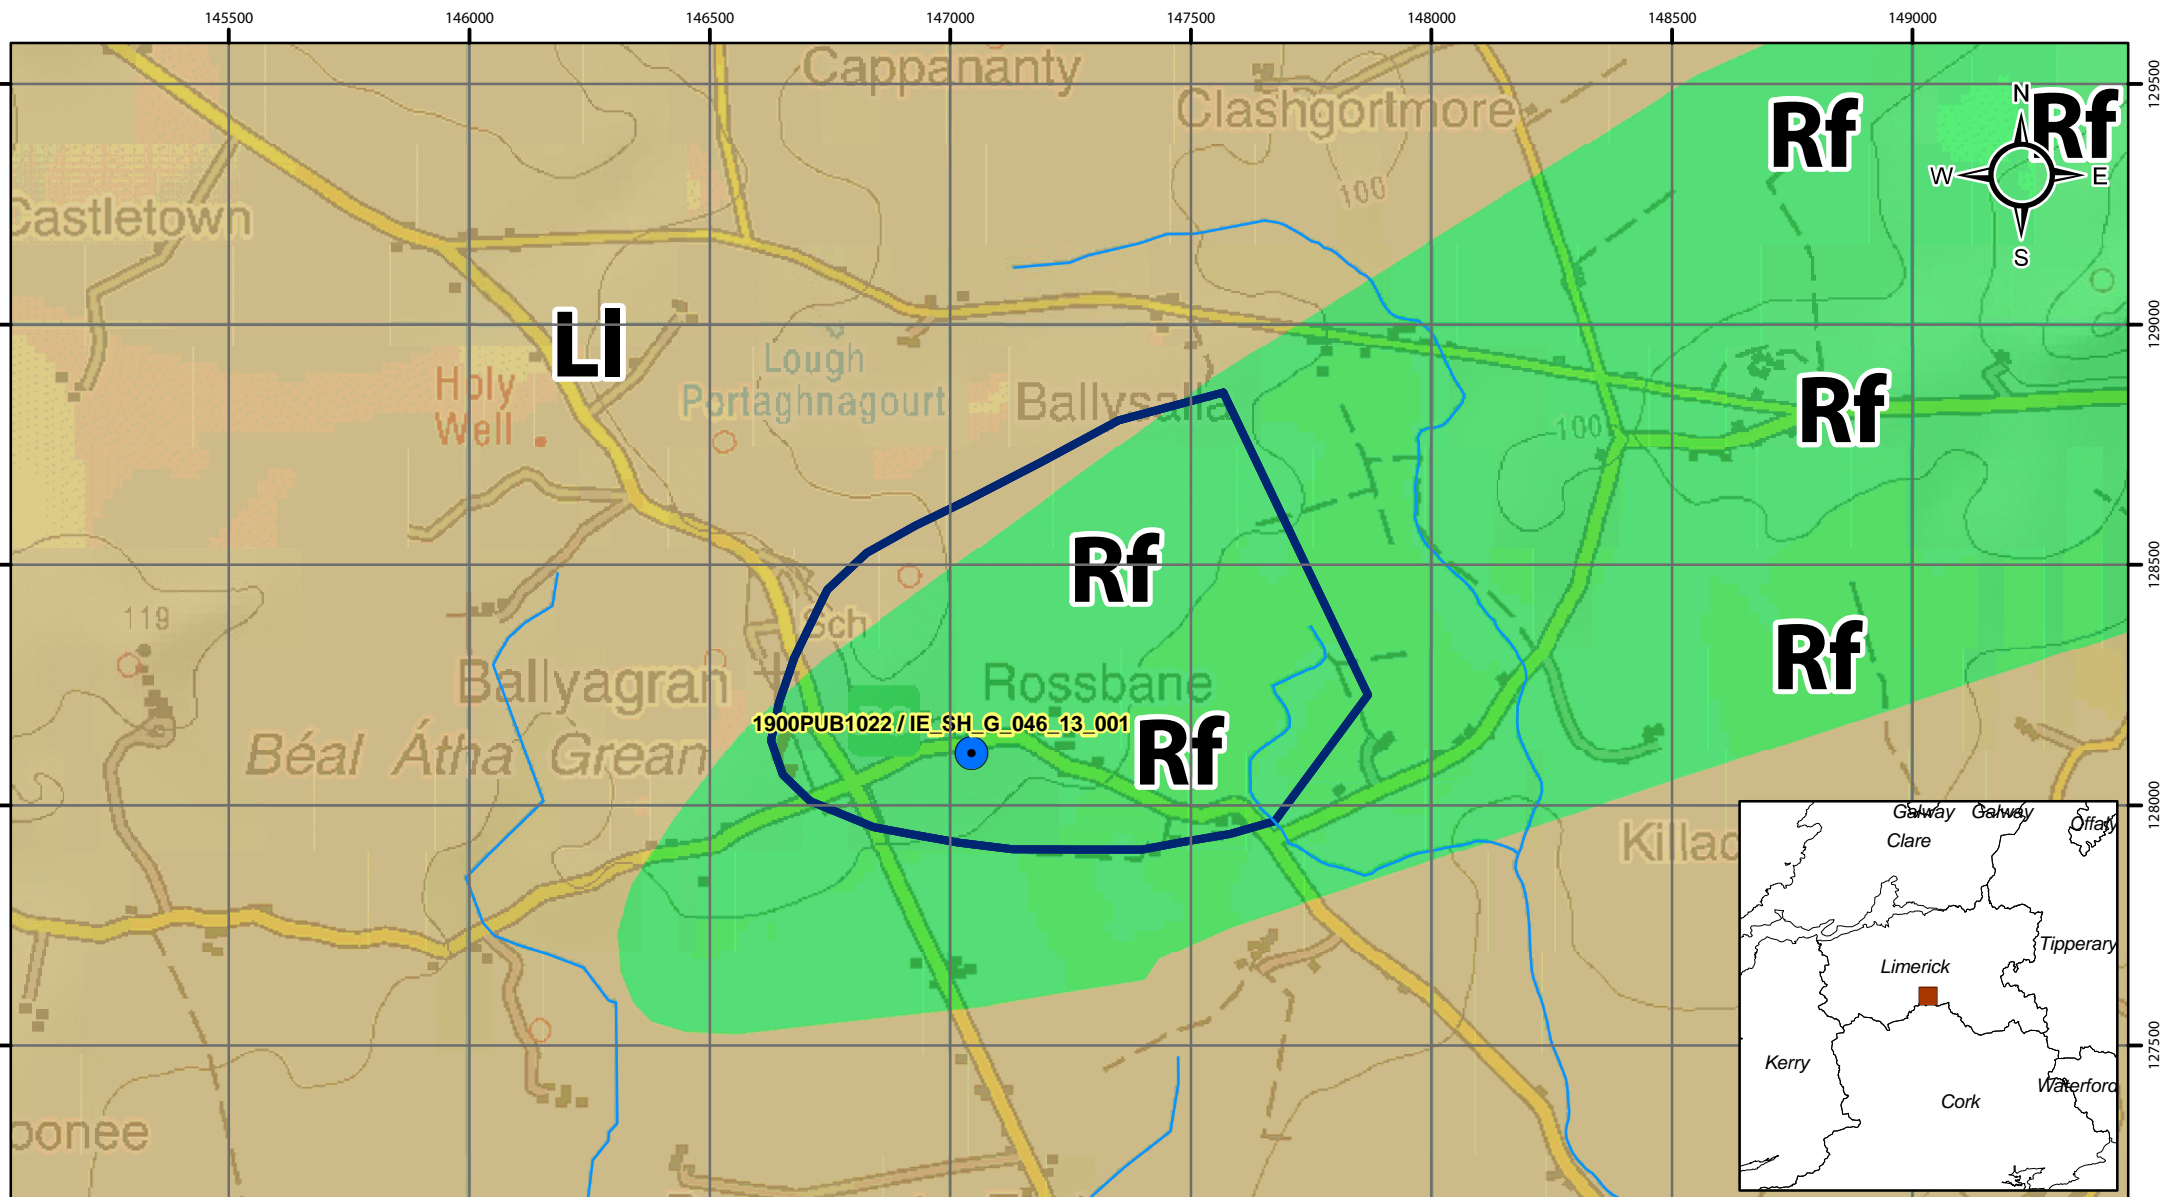 145500 146000 146500 147000 147500 148000 148500 149000
129500
129000
128500
128000
127500
Cappananty
Clashgortmore
Rf
Rf
N
W E
S
100
Castletown
Ll
Lough
Portaghnagourt
Holy
Well
Ballysalla
Rf
100
Rf
119
Sch
Ballyagran
Rossbane
Rf
1900PUB1022 / IE_SH_G_046_13_001
Rf
Béal Átha Grean
Killac
oonee
Galway Galway
Offaly
Clare
Tipperary
Limerick
Kerry
Waterford
Cork